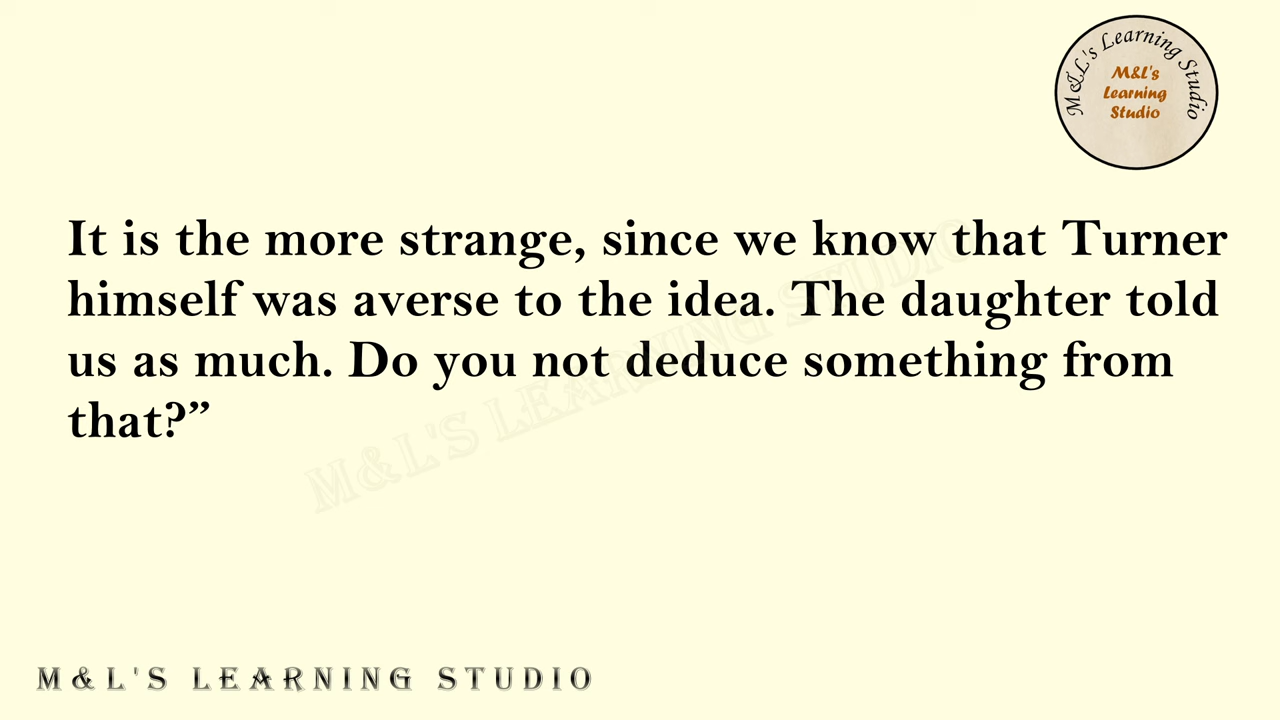 M&L's Learning Studio
M&L's
Learning
Studio
It is the more strange, since we know that Turner
himself was averse to the idea. The daughter told
us as much. Do you not deduce something from
that?”
M&L'S LEARNING STUDIO
M&L'S LEARNING STUDIO